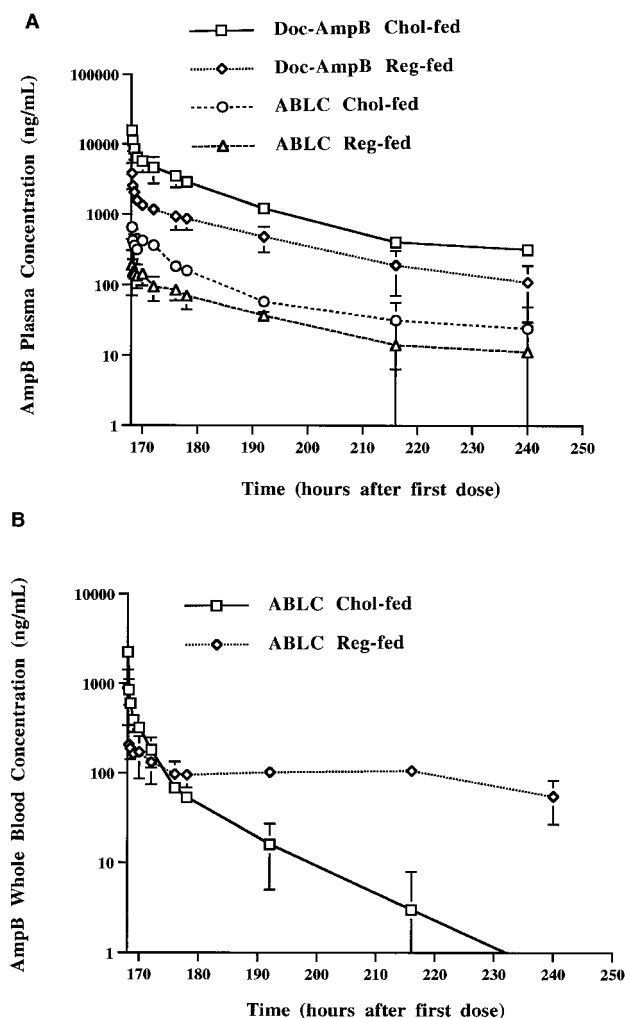 A
Doc-AmpB Chol-fed
Doc-AmpB Reg-fed
ABLC Chol-fed
ABLC Reg-fed
AmpB Plasma Concentration (ng/mL)
100000
10000
1000
100
10
1
170 180 190 200 210 220 230 240 250
Time (hours after first dose)
B
ABLC Chol-fed
ABLC Reg-fed
AmpB Whole Blood Concentration (ng/mL)
10000
1000
100
10
1
170 180 190 200 210 220 230 240 250
Time (hours after first dose)